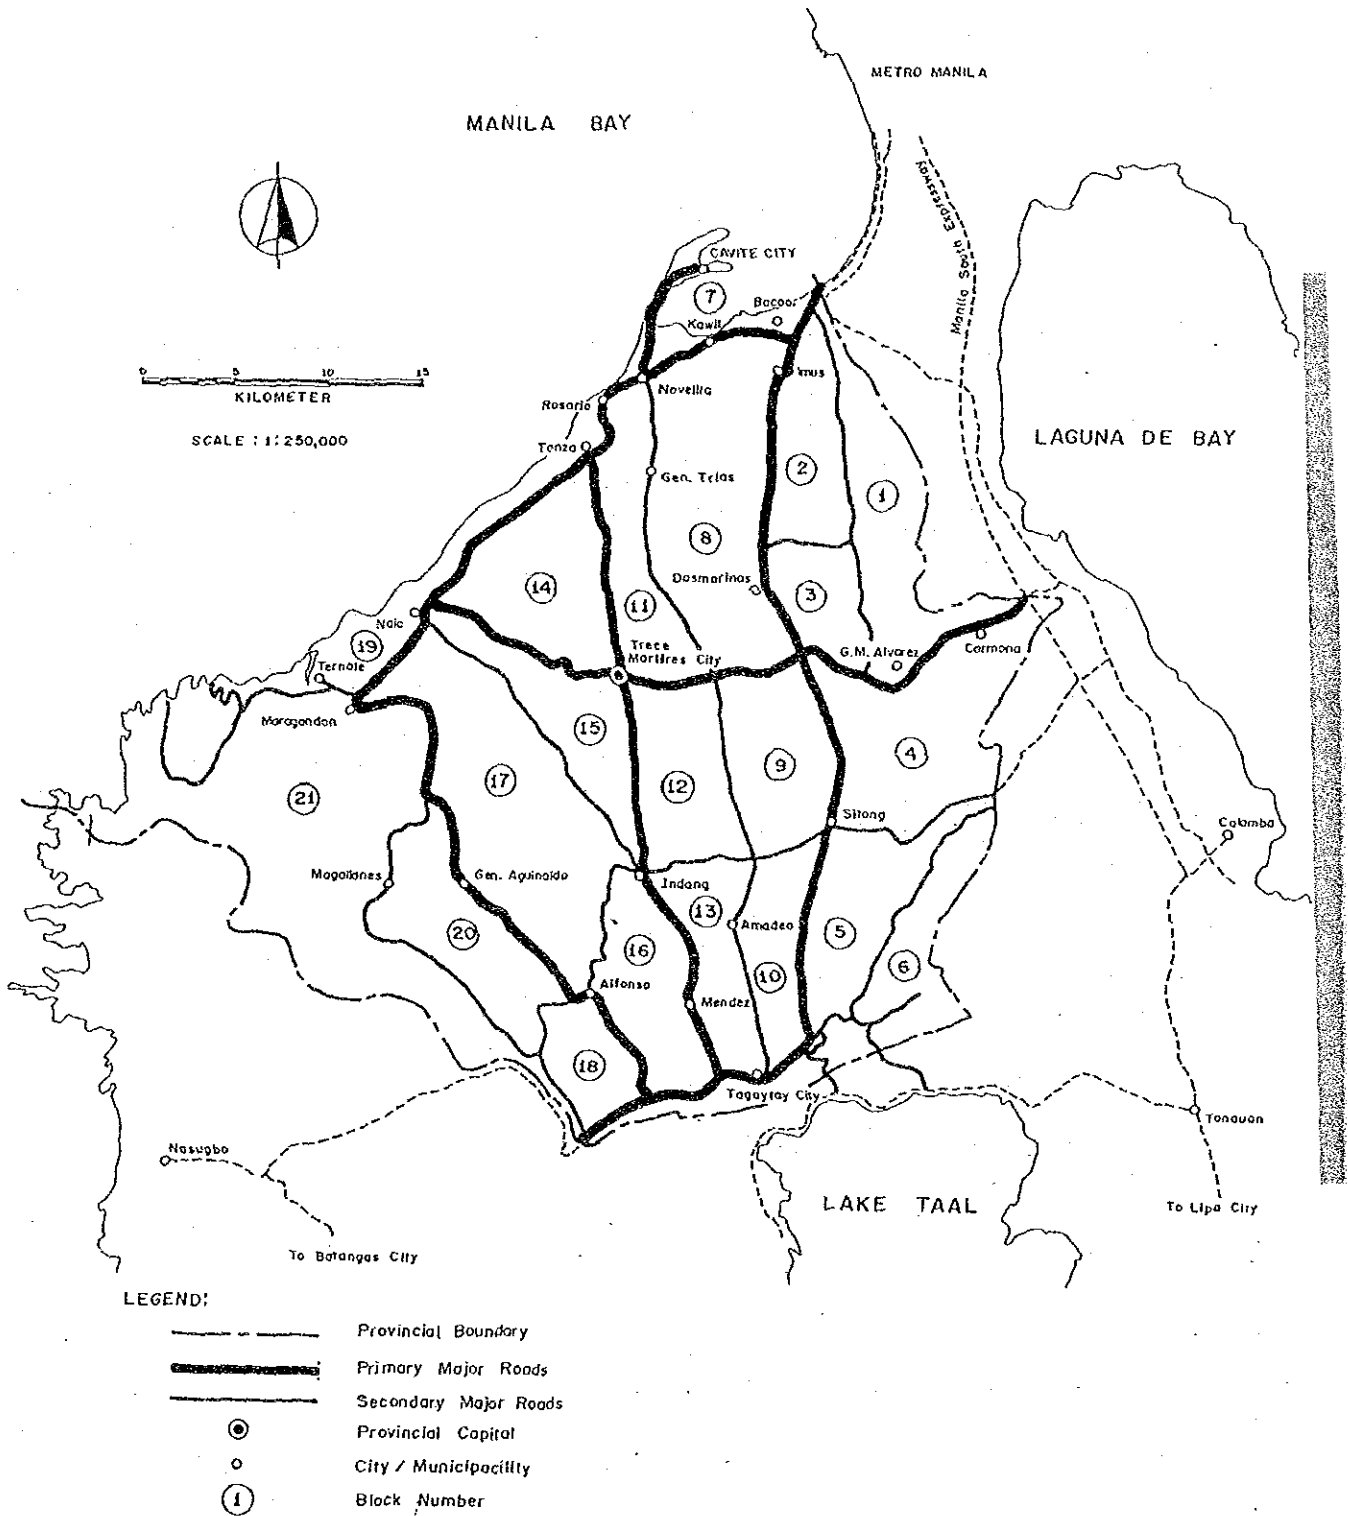 METRO MANILA
MANILA BAY
Manila South Expressway
CAVITE CITY
7
Bacoor
Kawit
0 5 10 15
KILOMETER
SCALE : 1: 250,000
Imus
Novelita
Rosario
LAGUNA DE BAY
Tanza
Gen. Trias
2
1
8
Dasmarinas
14
11
3
Naic
19
Trece
Martires City
G.M. Alvarez
Carmona
Ternate
Maragondon
15
4
17
12
9
21
Silang
Calamba
Magallanes
Gen. Aguinaldo
Indang
13
Amadeo
5
20
16
10
6
Alfonso
Mendez
18
Tagaytay City
Tanauan
Nasugbo
LAKE TAAL
To Lipa City
To Batangas City
LEGEND:
Provincial Boundary
Primary Major Roads
Secondary Major Roads
Provincial Capital
City / Municipacility
1 Block Number